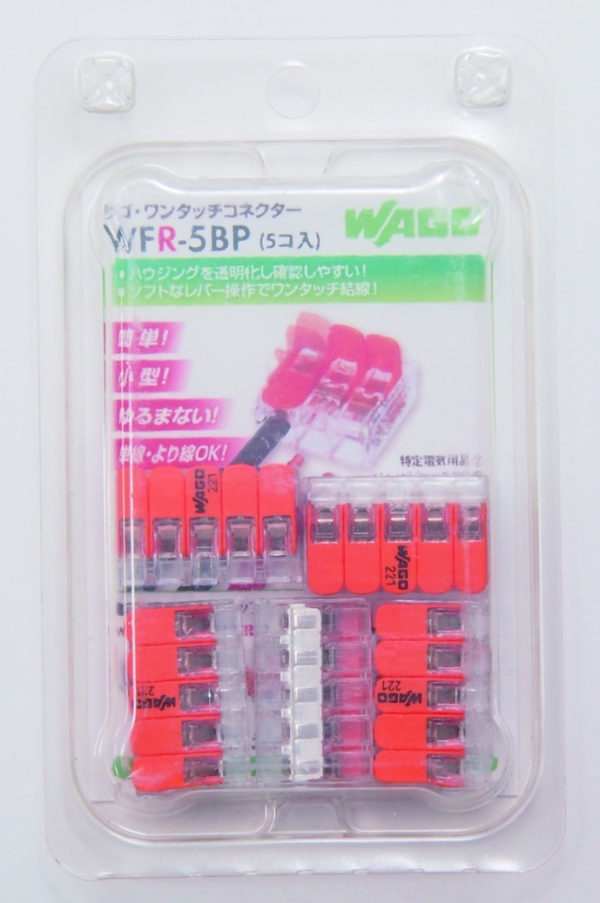 ワゴ・ワンタッチコネクター
WAGO
WFR-5BP (5コ入)
・ハウジングを透明化し確認しやすい!
・ソフトなレバー操作でワンタッチ結線!
簡単!
小型!
ゆるまない!
単線・より線OK!
特定電気用品
WAGO
221
WAGO
221
WAGO
221
WAGO
221